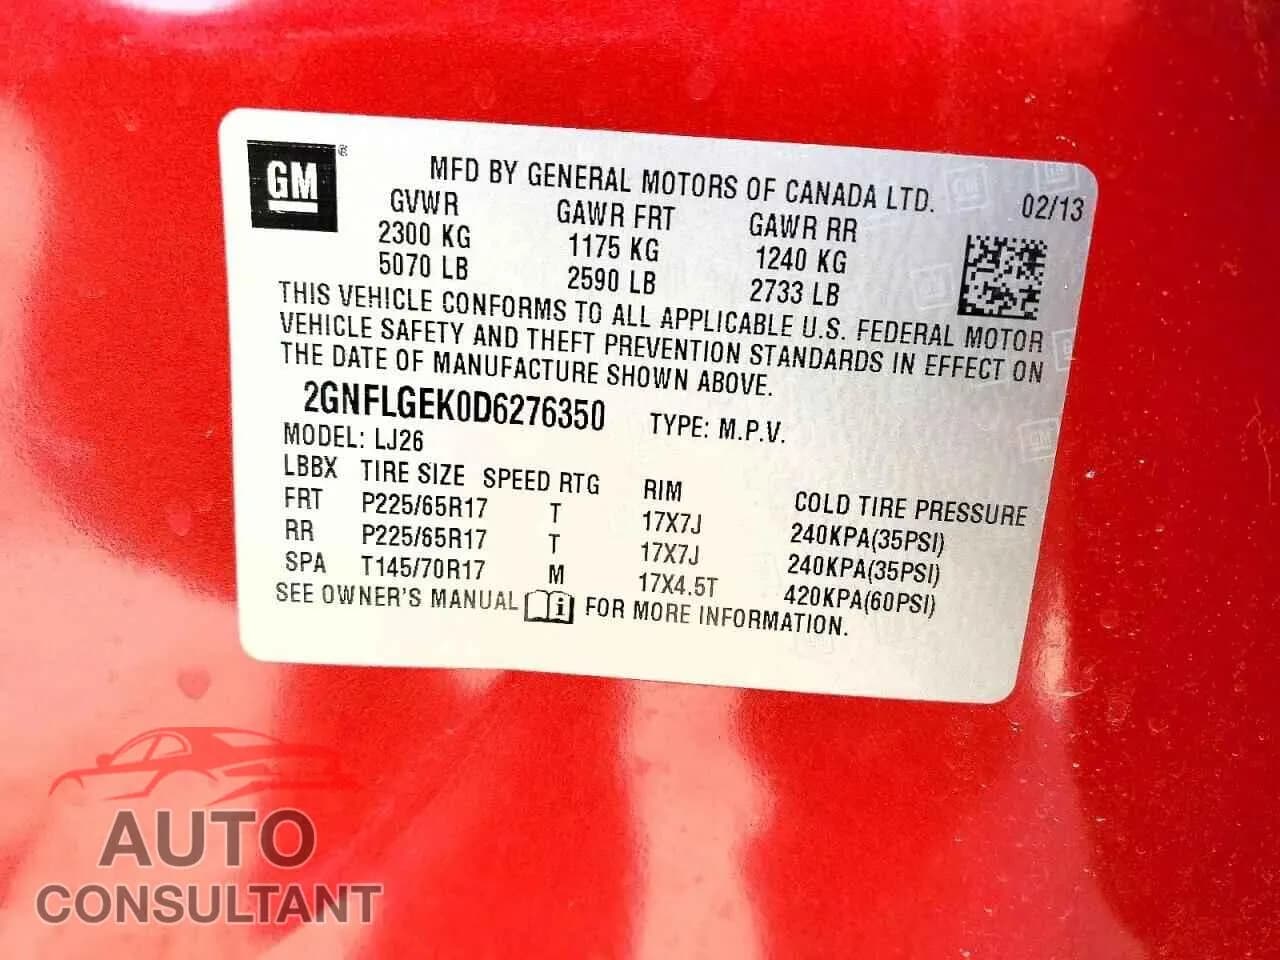 GM
MFD BY GENERAL MOTORS OF CANADA LTD. 02/13
GVWR GAWR FRT GAWR RR
2300 KG 1175 KG 1240 KG
5070 LB 2590 LB 2733 LB
THIS VEHICLE CONFORMS TO ALL APPLICABLE U.S. FEDERAL MOTOR
VEHICLE SAFETY AND THEFT PREVENTION STANDARDS IN EFFECT ON
THE DATE OF MANUFACTURE SHOWN ABOVE.
2GNFLGEK0D6276350 TYPE: M.P.V.
MODEL: LJ26
LBBX TIRE SIZE SPEED RTG RIM COLD TIRE PRESSURE
FRT P225/65R17 T 17X7J 240KPA(35PSI)
RR P225/65R17 T 17X7J 240KPA(35PSI)
SPA T145/70R17 M 17X4.5T 420KPA(60PSI)
SEE OWNER'S MANUAL FOR MORE INFORMATION.
AUTO
CONSULTANT